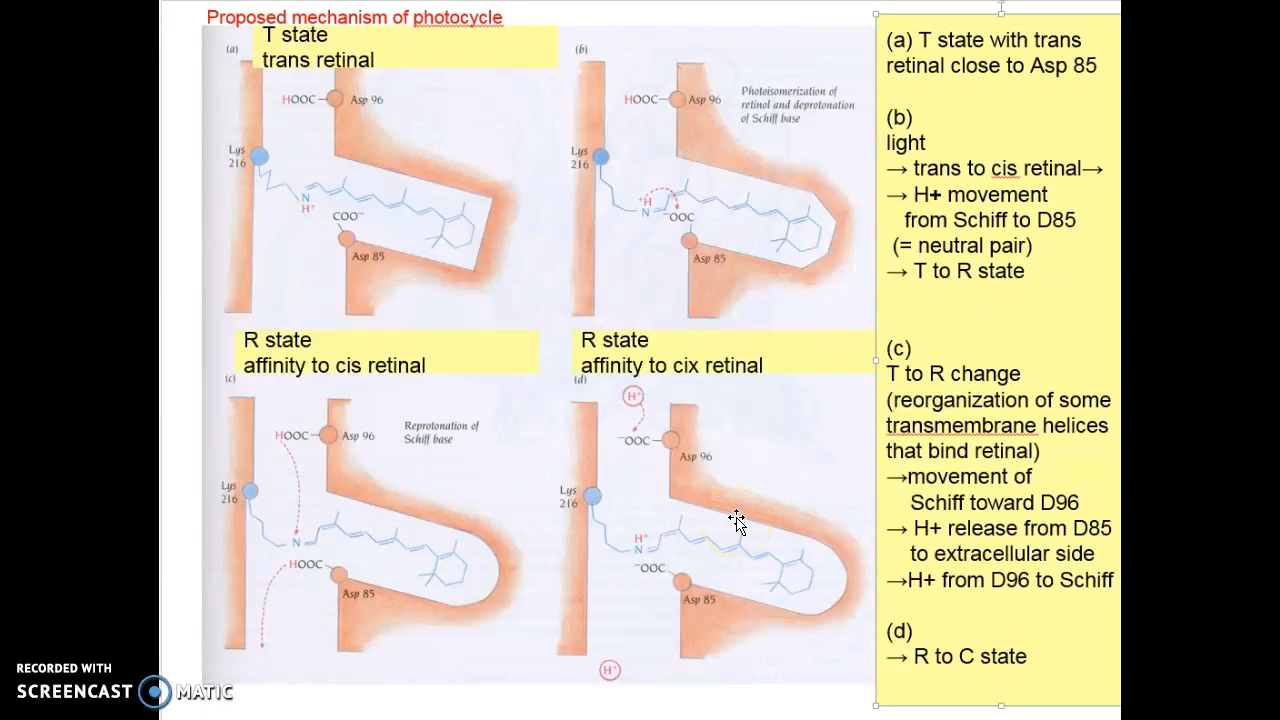 Proposed mechanism of photocycle
T state
trans retinal
(a)
HOOC
Asp 96
Lys
216
N
H+
COO⁻
Asp 85
(b)
HOOC
Asp 96
Photoisomerization of
retinol and deprotonation
of Schiff base
Lys
216
+H
N
⁻OOC
Asp 85
R state
affinity to cis retinal
(c)
HOOC
Asp 96
Reprotonation of
Schiff base
Lys
216
N
HOOC
Asp 85
R state
affinity to cix retinal
(d)
H+
⁻OOC
Asp 96
Lys
216
H+
N
⁻OOC
Asp 85
H+
(a) T state with trans
retinal close to Asp 85
(b)
light
→ trans to cis retinal→
→ H+ movement
from Schiff to D85
(= neutral pair)
→ T to R state
(c)
T to R change
(reorganization of some
transmembrane helices
that bind retinal)
→movement of
Schiff toward D96
→ H+ release from D85
to extracellular side
→H+ from D96 to Schiff
(d)
→ R to C state
RECORDED WITH
SCREENCAST MATIC